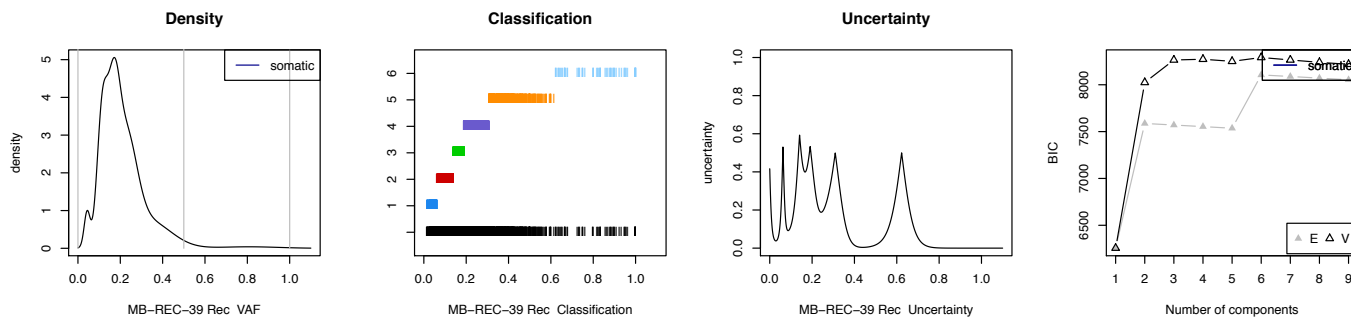 Density
density
0 1 2 3 4 5
0.0 0.2 0.4 0.6 0.8 1.0
somatic
MB−REC−39 Rec VAF
Classification
1 2 3 4 5 6
0.0 0.2 0.4 0.6 0.8 1.0
MB−REC−39 Rec Classification
Uncertainty
uncertainty
0.0 0.2 0.4 0.6 0.8 1.0
0.0 0.2 0.4 0.6 0.8 1.0
MB−REC−39 Rec Uncertainty
BIC
6500 7000 7500 8000
1 2 3 4 5 6 7 8 9
somatic
E V
Number of components